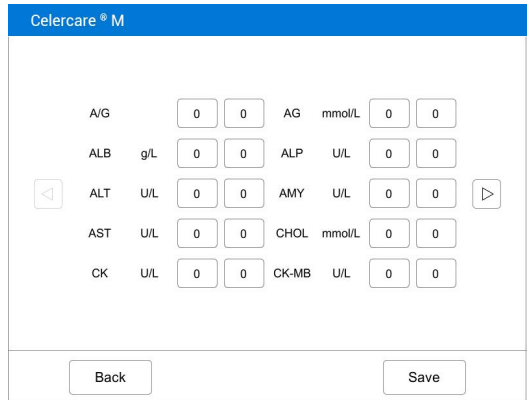 Celercare ® M
A/G 0 0 AG mmol/L 0 0
ALB g/L 0 0 ALP U/L 0 0
ALT U/L 0 0 AMY U/L 0 0
AST U/L 0 0 CHOL mmol/L 0 0
CK U/L 0 0 CK-MB U/L 0 0
Back Save